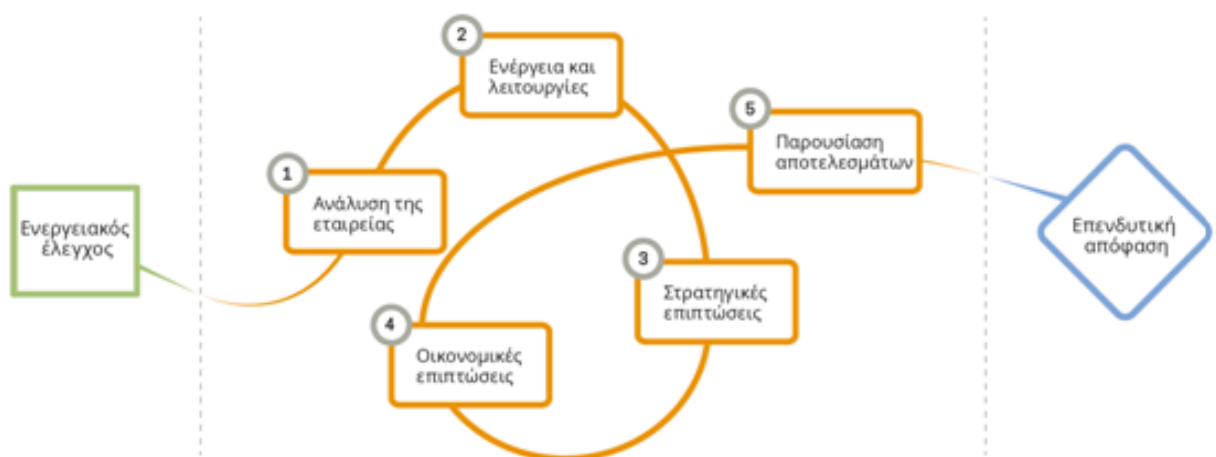 Ενεργειακός
έλεγχος
1
Ανάλυση της
εταιρείας
2
Ενέργεια και
λειτουργίες
3
Στρατηγικές
επιπτώσεις
4
Οικονομικές
επιπτώσεις
5
Παρουσίαση
αποτελεσμάτων
Επενδυτική
απόφαση